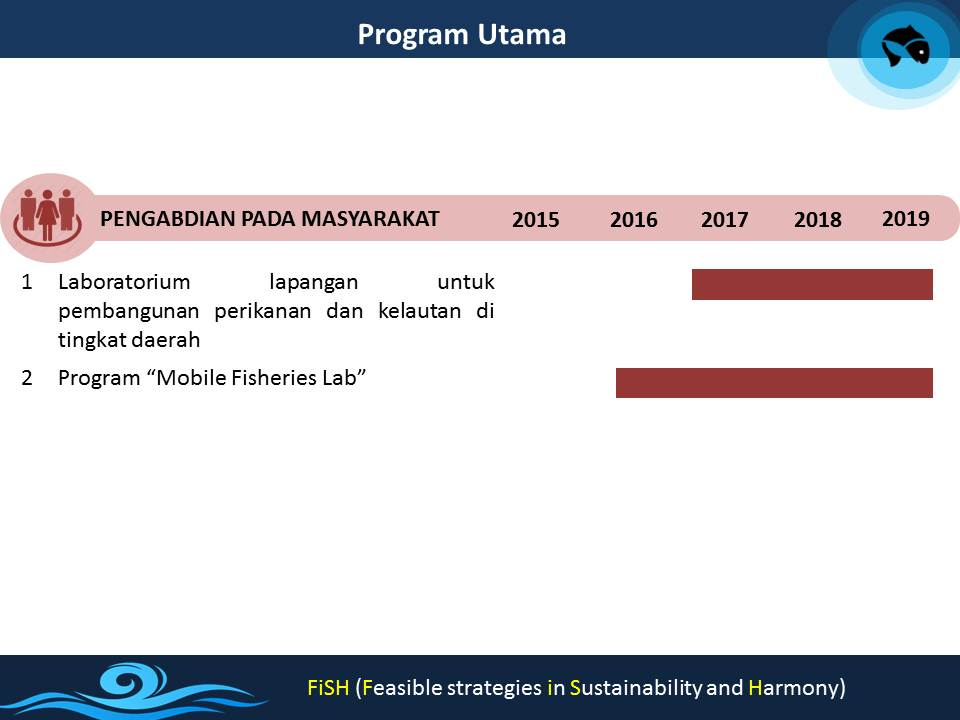 Program Utama
PENGABDIAN PADA MASYARAKAT 2015 2016 2017 2018 2019
1 Laboratorium lapangan untuk
pembangunan perikanan dan kelautan di
tingkat daerah
2 Program “Mobile Fisheries Lab”
FiSH (Feasible strategies in Sustainability and Harmony)